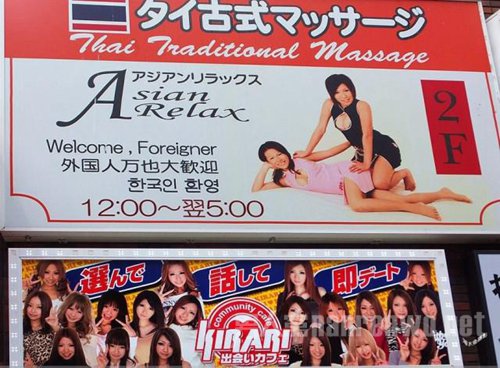 タイ古式マッサージ
Thai Traditional Massage
アジアンリラックス
Asian
Relax
2F
Welcome , Foreigner
外国人万也大歓迎
한국인 환영
12:00～翌5:00
選んで 話して 即デート
community cafe
KIRARI
出会いカフェ